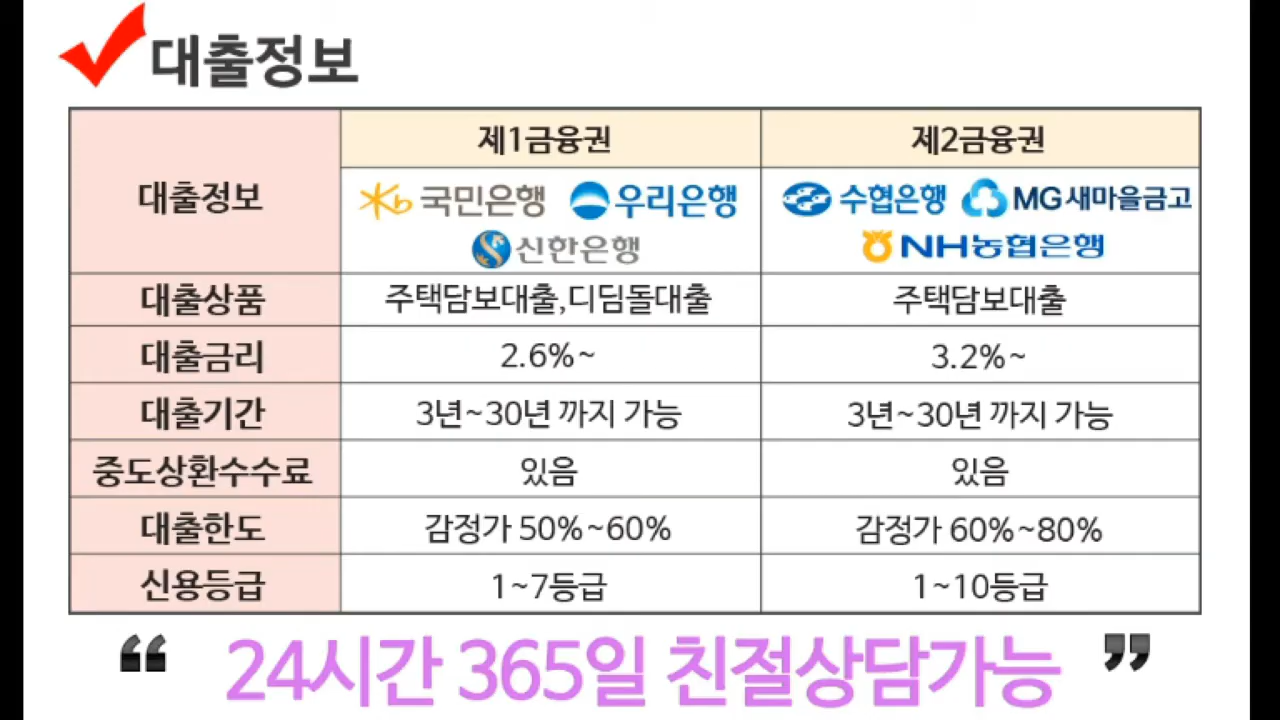 대출정보
대출정보 제1금융권 제2금융권
KB 국민은행 우리은행 수협은행 MG새마을금고
신한은행 NH농협은행
대출상품 주택담보대출,디딤돌대출 주택담보대출
대출금리 2.6%~ 3.2%~
대출기간 3년~30년 까지 가능 3년~30년 까지 가능
중도상환수수료 있음 있음
대출한도 감정가 50%~60% 감정가 60%~80%
신용등급 1~7등급 1~10등급
“ 24시간 365일 친절상담가능 ”